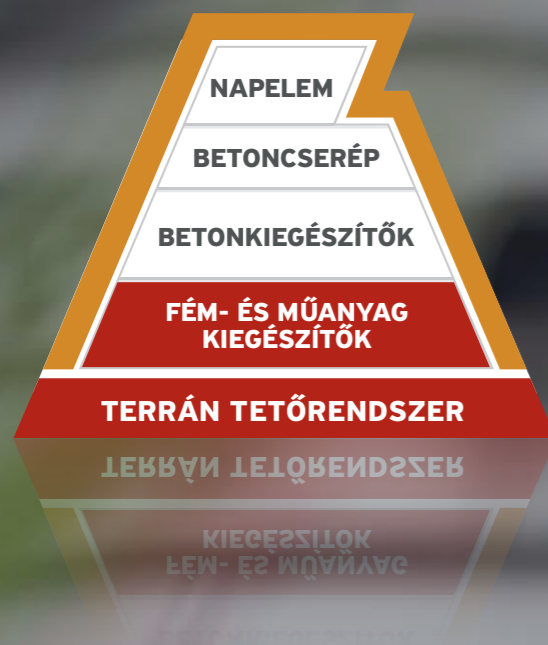 NAPELEM
BETONCSERÉP
BETONKIEGÉSZÍTŐK
FÉM- ÉS MŰANYAG
KIEGÉSZÍTŐK
TERRÁN TETŐRENDSZER